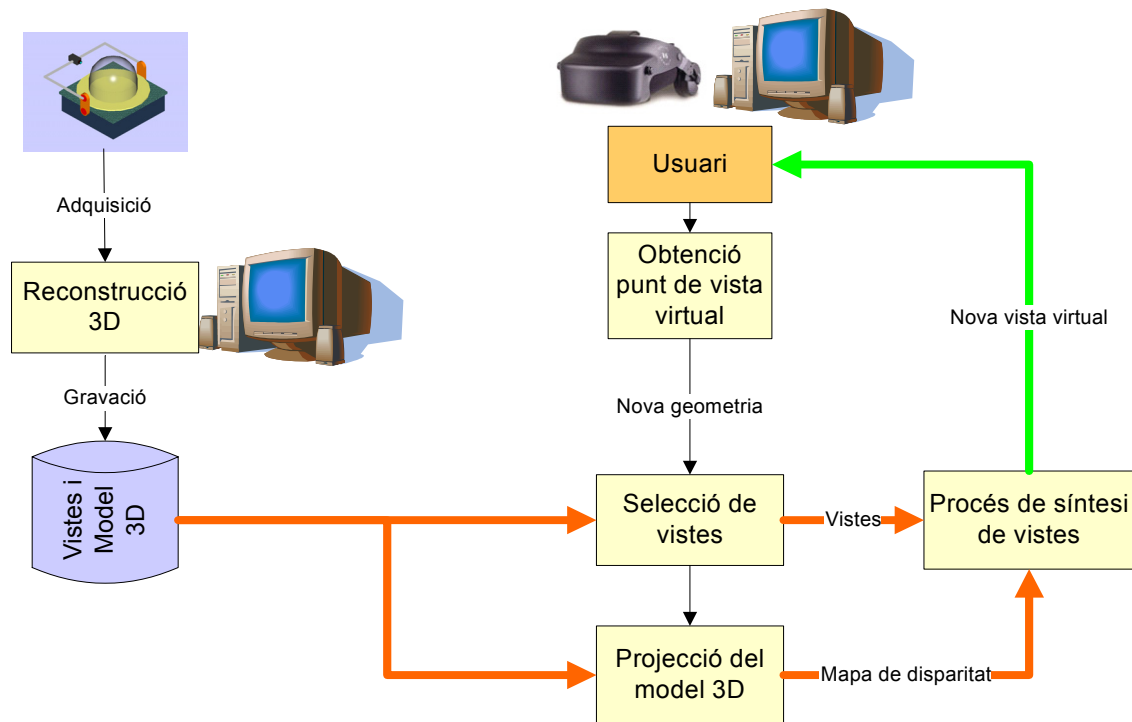 Usuari
Adquisició
Obtenció
punt de vista
virtual
Reconstrucció
3D
Nova vista virtual
Gravació
Nova geometria
Vistes i
Model
3D
Selecció de
vistes
Vistes
Procés de síntesi
de vistes
Projecció del
model 3D
Mapa de disparitat